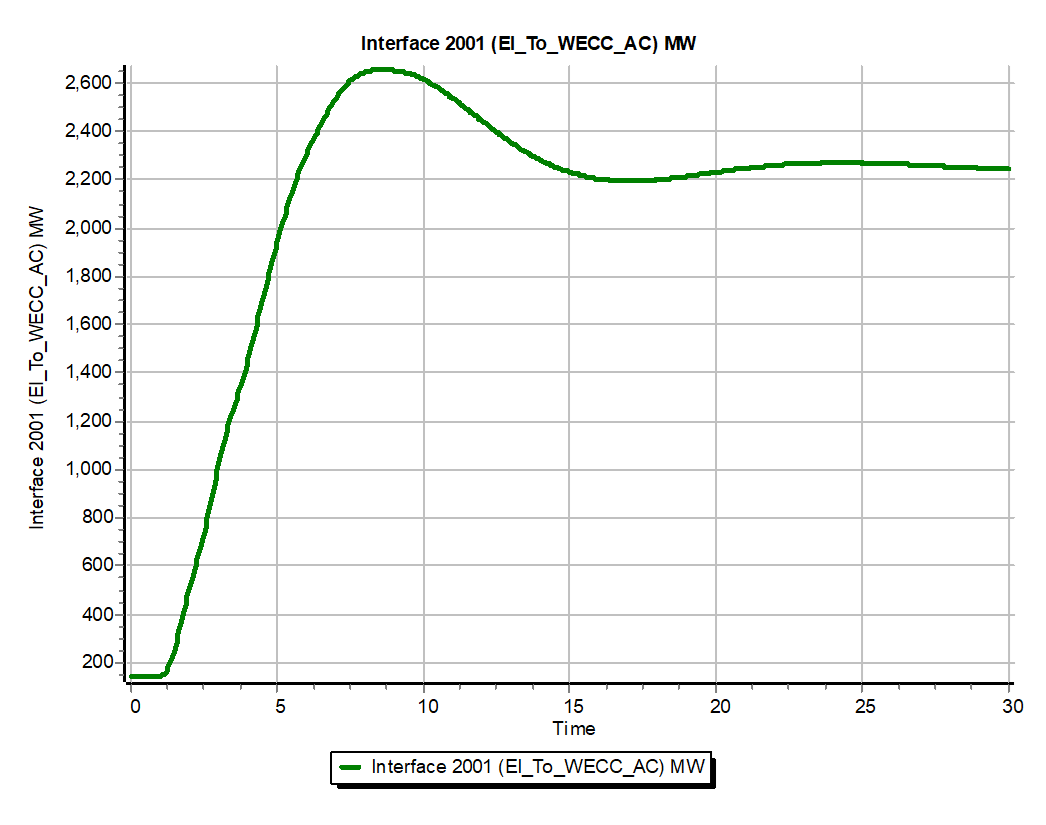 Interface 2001 (EI_To_WECC_AC) MW
Interface 2001 (EI_To_WECC_AC) MW
2,600
2,400
2,200
2,000
1,800
1,600
1,400
1,200
1,000
800
600
400
200
0 5 10 15 20 25 30
Time
Interface 2001 (EI_To_WECC_AC) MW